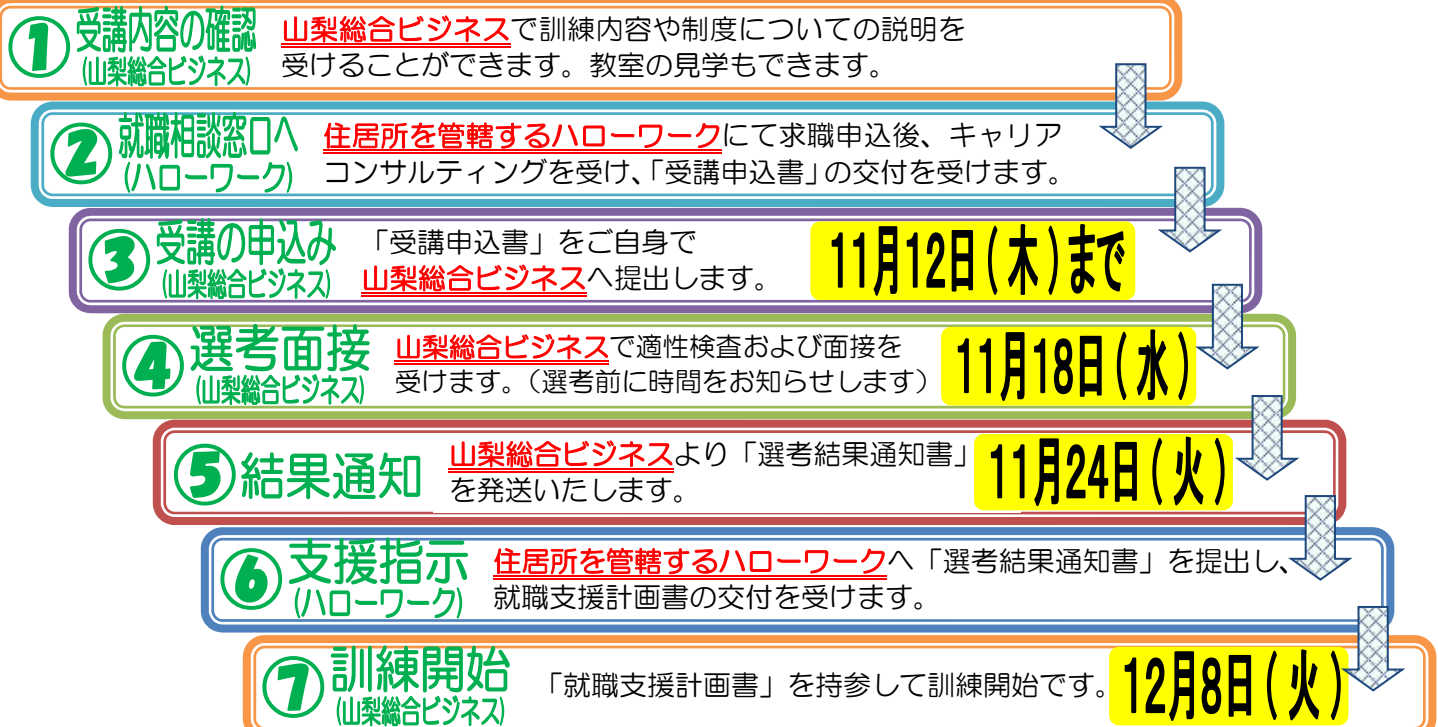 ①受講内容の確認
(山梨総合ビジネス)
山梨総合ビジネスで訓練内容や制度についての説明を
受けることができます。教室の見学もできます。
②就職相談窓口へ
(ハローワーク)
住居所を管轄するハローワークにて求職申込後、キャリア
コンサルティングを受け、「受講申込書」の交付を受けます。
③受講の申込み
(山梨総合ビジネス)
「受講申込書」をご自身で
山梨総合ビジネスへ提出します。
11月12日(木)まで
④選考面接
(山梨総合ビジネス)
山梨総合ビジネスで適性検査および面接を
受けます。(選考前に時間をお知らせします)
11月18日(水)
⑤結果通知
山梨総合ビジネスより「選考結果通知書」
を発送いたします。
11月24日(火)
⑥支援指示
(ハローワーク)
住居所を管轄するハローワークへ「選考結果通知書」を提出し、
就職支援計画書の交付を受けます。
⑦訓練開始
(山梨総合ビジネス)
「就職支援計画書」を持参して訓練開始です。
12月8日(火)